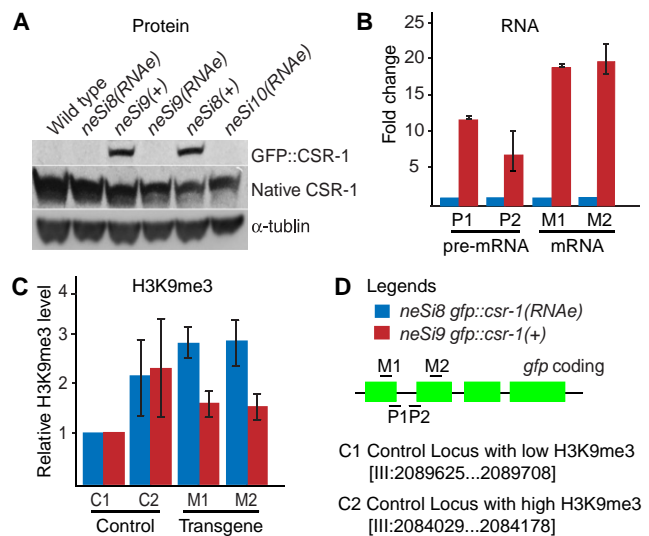 A
Protein
Wild type
neSi8(RNAe)
neSi9(+)
neSi9(RNAe)
neSi8(+)
neSi10(RNAe)
GFP::CSR-1
Native CSR-1
α-tublin
B
RNA
Fold change
25
20
15
10
5
P1 P2 M1 M2
pre-mRNA mRNA
C
H3K9me3
Relative H3K9me3 level
4
3
2
1
C1 C2 M1 M2
Control Transgene
D Legends
neSi8 gfp::csr-1(RNAe)
neSi9 gfp::csr-1(+)
M1 M2 gfp coding
P1 P2
C1 Control Locus with low H3K9me3
[III:2089625...2089708]
C2 Control Locus with high H3K9me3
[III:2084029...2084178]